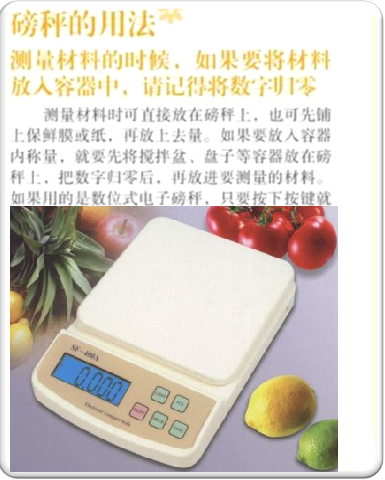 磅秤的用法
测量材料的时候，如果要将材料
放入容器中，请记得将数字归零
测量材料时可直接放在磅秤上，也可先铺
上保鲜膜或纸，再放上去量。如果要放入容器
内称量，就要先将搅拌盆、盘子等容器放在磅
秤上，把数字归零后，再放进要测量的材料。
如果用的是数位式电子磅秤，只要按下按键就
SF-400A
0.000
Electronic Compact Scale